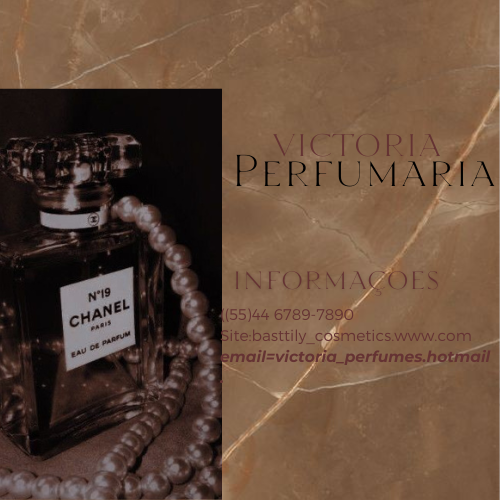 VICTORIA
PERFUMARIA
INFORMAÇOES
((55)44 6789-7890
Site:basttily_cosmetics.www.com
email=victoria_perfumes.hotmail
N°19
CHANEL
PARIS
EAU DE PARFUM